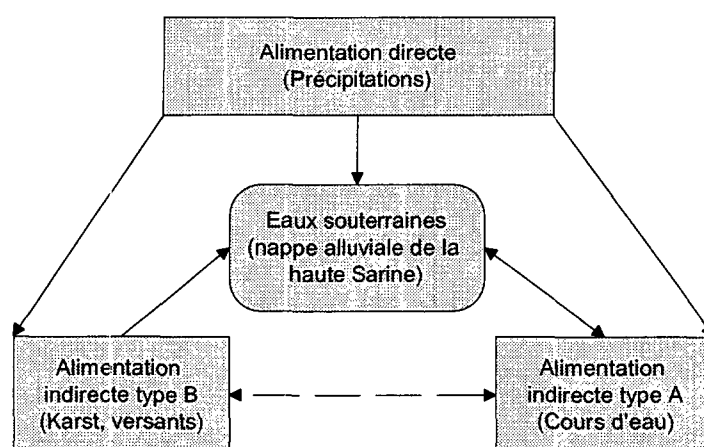 Alimentation directe
(Précipitations)
Eaux souterraines
(nappe alluviale de la
haute Sarine)
Alimentation
indirecte type B
(Karst, versants)
Alimentation
indirecte type A
(Cours d'eau)